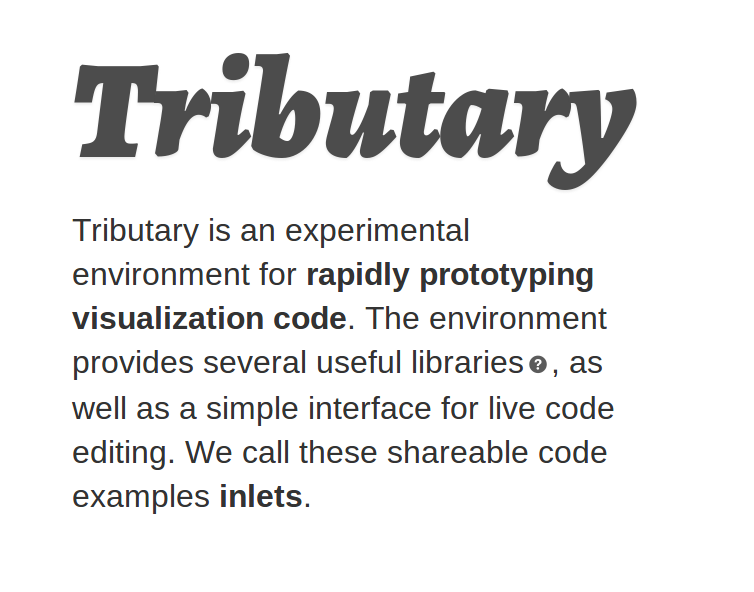 Tributary
Tributary is an experimental
environment for rapidly prototyping
visualization code. The environment
provides several useful libraries?, as
well as a simple interface for live code
editing. We call these shareable code
examples inlets.